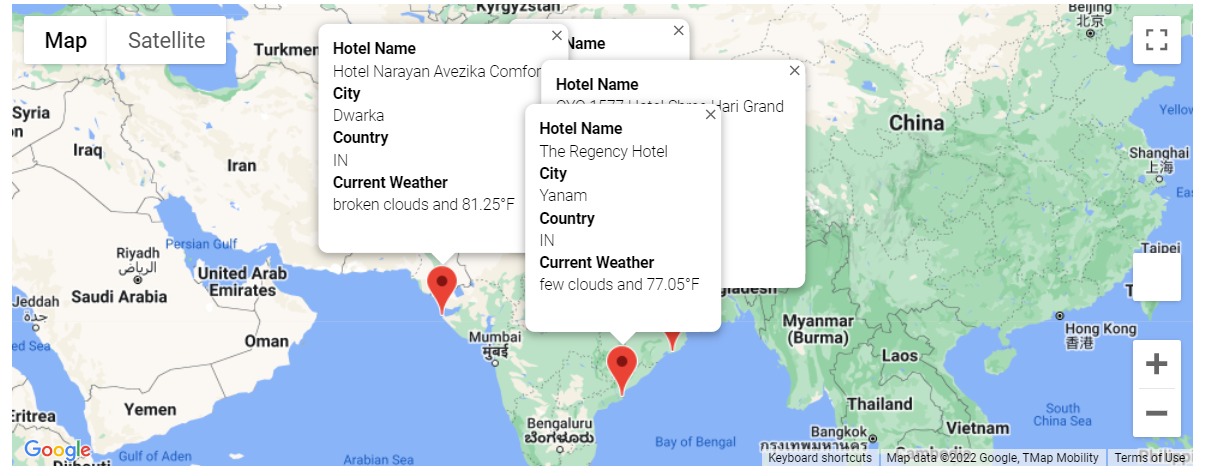 Map
Satellite
Hotel Name
Hotel Narayan Avezika Comfor
City
Dwarka
Country
IN
Current Weather
broken clouds and 81.25°F
Name
Hotel Name
Hari Grand
Hotel Name
The Regency Hotel
City
Yanam
Country
IN
Current Weather
few clouds and 77.05°F
Kyrgyzstan
Beijing
北京
Turkmen
Syria
Iraq
Iran
China
Yellow
Shanghai
上海
Eas
Persian Gulf
Riyadh
الرياض
United Arab
Emirates
Taipei
T
Jeddah
جدة
Saudi Arabia
ed Sea
Oman
Mumbai
मुंबई
gladesh
Myanmar
(Burma)
Hong Kong
香港
Laos
Eritrea
Yemen
Thailand
South
China Sea
Bengaluru
ಬೆಂಗಳೂರು
Bay of Bengal
Bangkok
กรุงเทพมหานคร
Vietnam
Cambodia
Google
Djibouti
Gulf of Aden
Arabian Sea
Keyboard shortcuts
Map data ©2022 Google, TMap Mobility
Terms of Use